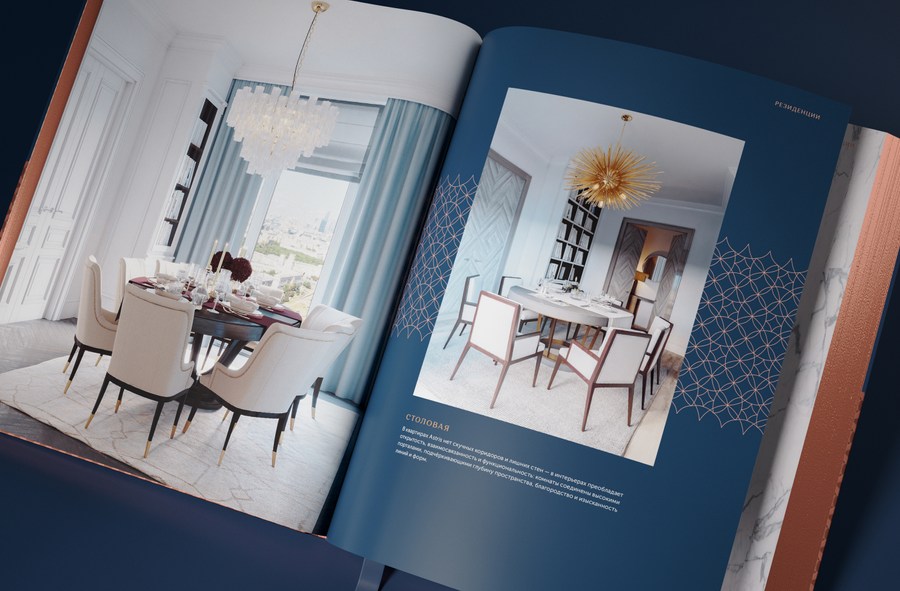 РЕЗИДЕНЦИИ
СТОЛОВАЯ
В квартирах Astris нет скучных коридоров и лишних стен — в интерьерах преобладает
открытость, взаимосвязанность и функциональность: комнаты соединены высокими
порталами, подчёркивающими глубину пространства, благородство и изысканность
линий и форм.